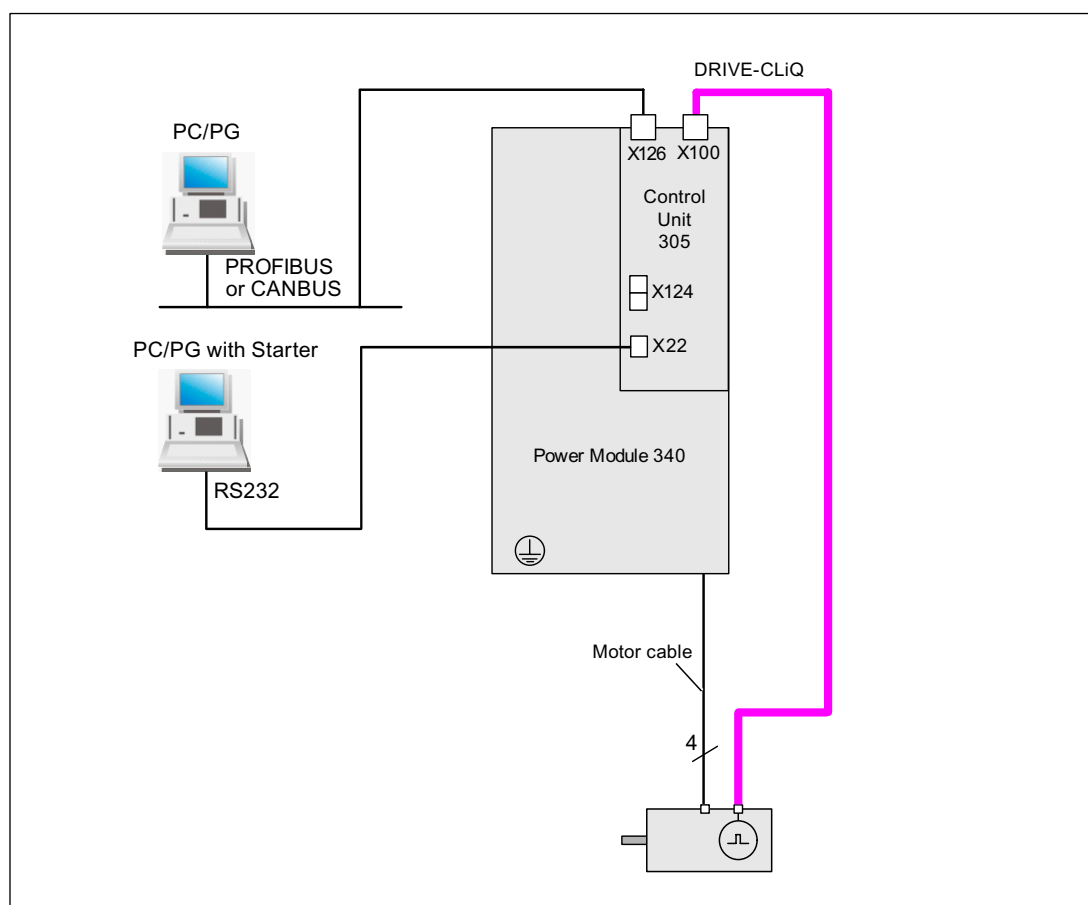 DRIVE-CLiQ
PC/PG
X126 X100
Control
Unit
305
PROFIBUS
or CANBUS
X124
PC/PG with Starter
X22
Power Module 340
RS232
Motor cable
4